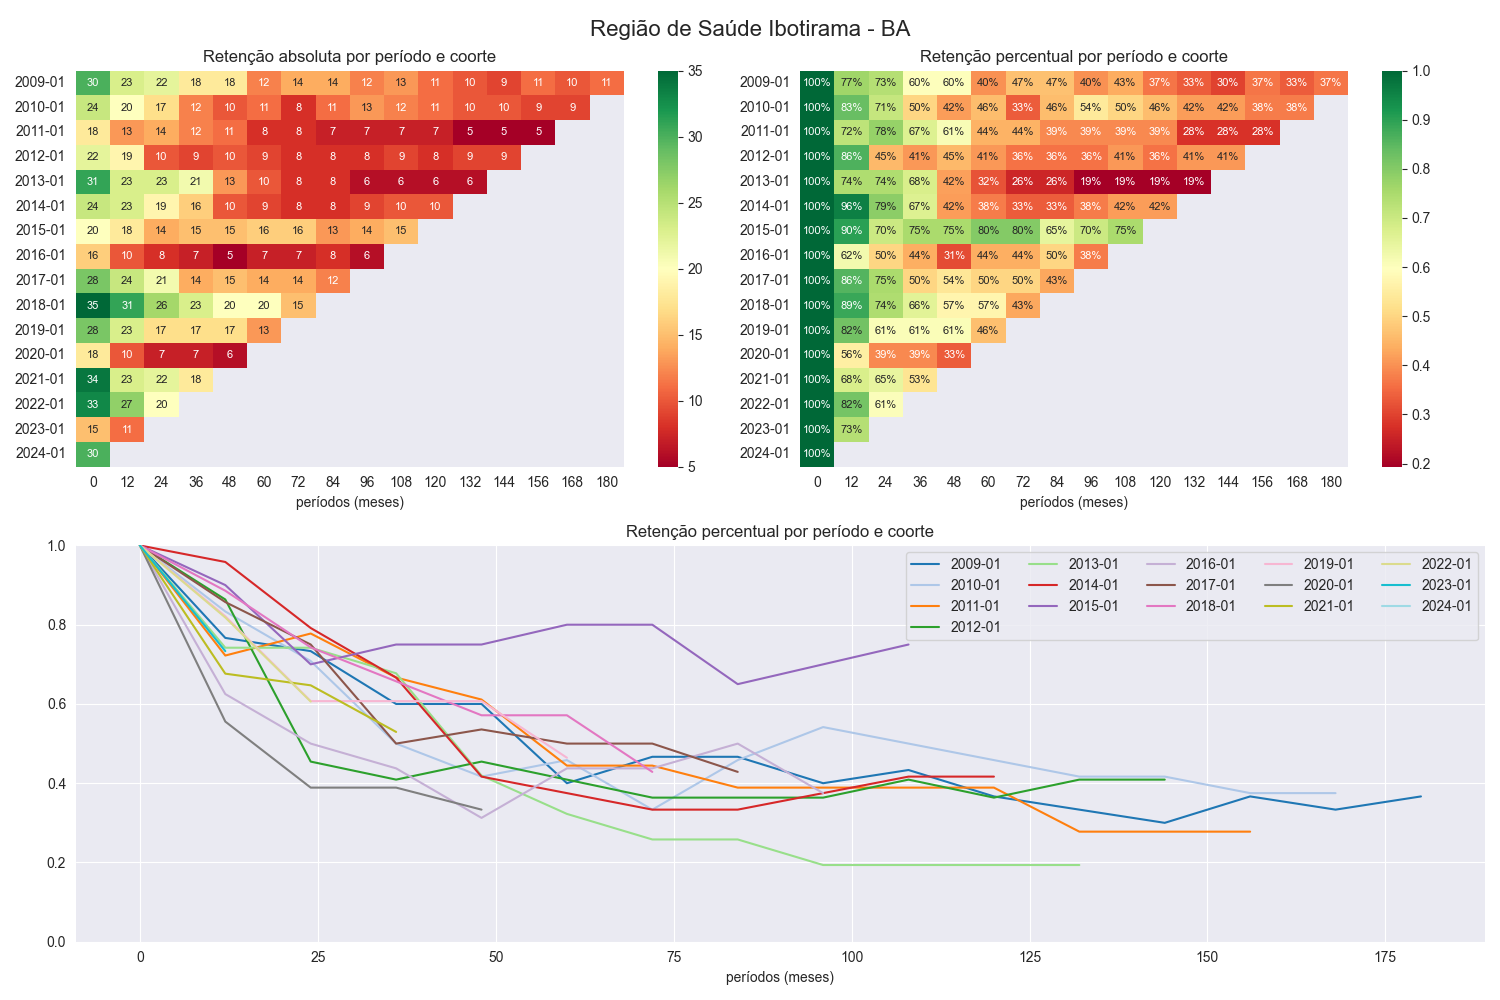 Região de Saúde Ibotirama - BA
Retenção absoluta por período e coorte
2009-01 30 23 22 18 18 12 14 14 12 13 11 10 9 11 10 11
2010-01 24 20 17 12 10 11 8 11 13 12 11 10 10 9 9
2011-01 18 13 14 12 11 8 8 7 7 7 7 5 5 5
2012-01 22 19 10 9 10 9 8 8 8 9 8 9 9
2013-01 31 23 23 21 13 10 8 8 6 6 6 6
2014-01 24 23 19 16 10 9 8 8 9 10 10
2015-01 20 18 14 15 15 16 16 13 14 15
2016-01 16 10 8 7 5 7 7 8 6
2017-01 28 24 21 14 15 14 14 12
2018-01 35 31 26 23 20 20 15
2019-01 28 23 17 17 17 13
2020-01 18 10 7 7 6
2021-01 34 23 22 18
2022-01 33 27 20
2023-01 15 11
2024-01 30
0 12 24 36 48 60 72 84 96 108 120 132 144 156 168 180
períodos (meses)
35
30
25
20
15
10
5
Retenção percentual por período e coorte
2009-01 100% 77% 73% 60% 60% 40% 47% 47% 40% 43% 37% 33% 30% 37% 33% 37%
2010-01 100% 83% 71% 50% 42% 46% 33% 46% 54% 50% 46% 42% 42% 38% 38%
2011-01 100% 72% 78% 67% 61% 44% 44% 39% 39% 39% 39% 28% 28% 28%
2012-01 100% 86% 45% 41% 45% 41% 36% 36% 36% 41% 36% 41% 41%
2013-01 100% 74% 74% 68% 42% 32% 26% 26% 19% 19% 19% 19%
2014-01 100% 96% 79% 67% 42% 38% 33% 33% 38% 42% 42%
2015-01 100% 90% 70% 75% 75% 80% 80% 65% 70% 75%
2016-01 100% 62% 50% 44% 31% 44% 44% 50% 38%
2017-01 100% 86% 75% 50% 54% 50% 50% 43%
2018-01 100% 89% 74% 66% 57% 57% 43%
2019-01 100% 82% 61% 61% 61% 46%
2020-01 100% 56% 39% 39% 33%
2021-01 100% 68% 65% 53%
2022-01 100% 82% 61%
2023-01 100% 73%
2024-01 100%
0 12 24 36 48 60 72 84 96 108 120 132 144 156 168 180
períodos (meses)
1.0
0.9
0.8
0.7
0.6
0.5
0.4
0.3
0.2
Retenção percentual por período e coorte
1.0
0.8
0.6
0.4
0.2
0.0
2009-01 2013-01 2016-01 2019-01 2022-01
2010-01 2014-01 2017-01 2020-01 2023-01
2011-01 2015-01 2018-01 2021-01 2024-01
2012-01
0 25 50 75 100 125 150 175
períodos (meses)